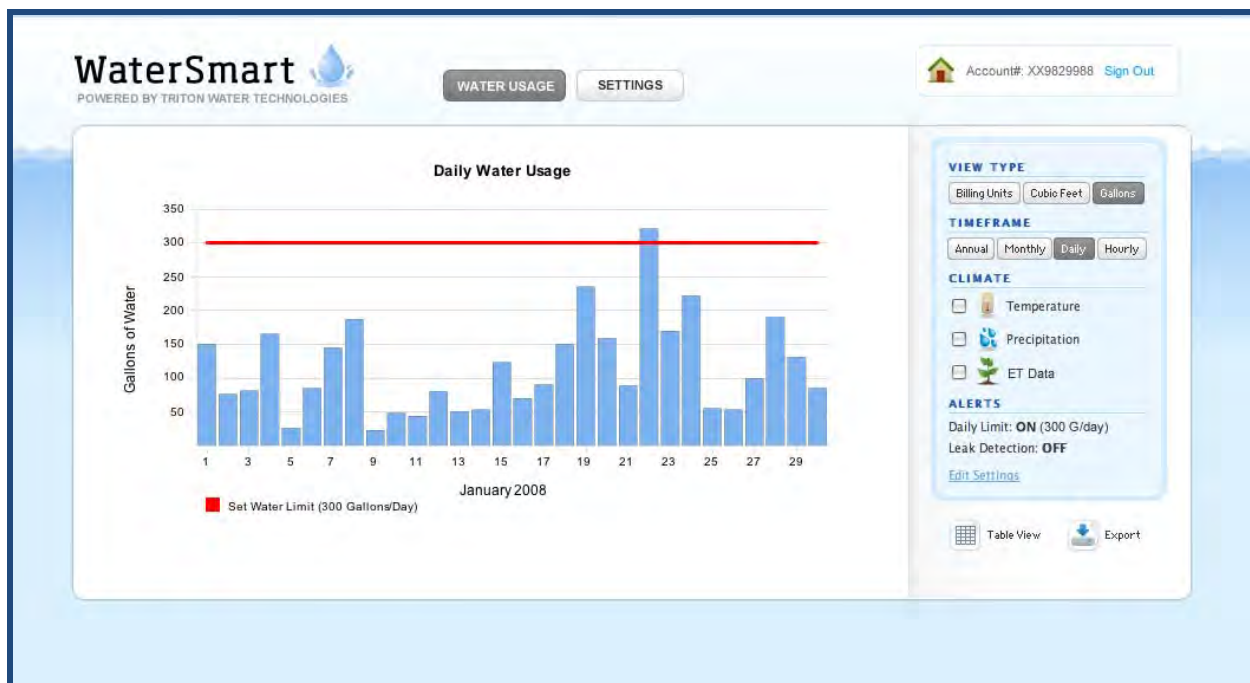 WaterSmart
POWERED BY TRITON WATER TECHNOLOGIES
WATER USAGE
SETTINGS
Account#: XX9829988 Sign Out
Daily Water Usage
350
300
250
200
150
100
50
Gallons of Water
1 3 5 7 9 11 13 15 17 19 21 23 25 27 29
January 2008
Set Water Limit (300 Gallons/Day)
VIEW TYPE
Billing Units Cubic Feet Gallons
TIMEFRAME
Annual Monthly Daily Hourly
CLIMATE
Temperature
Precipitation
ET Data
ALERTS
Daily Limit: ON (300 G/day)
Leak Detection: OFF
Edit Settings
Table View Export